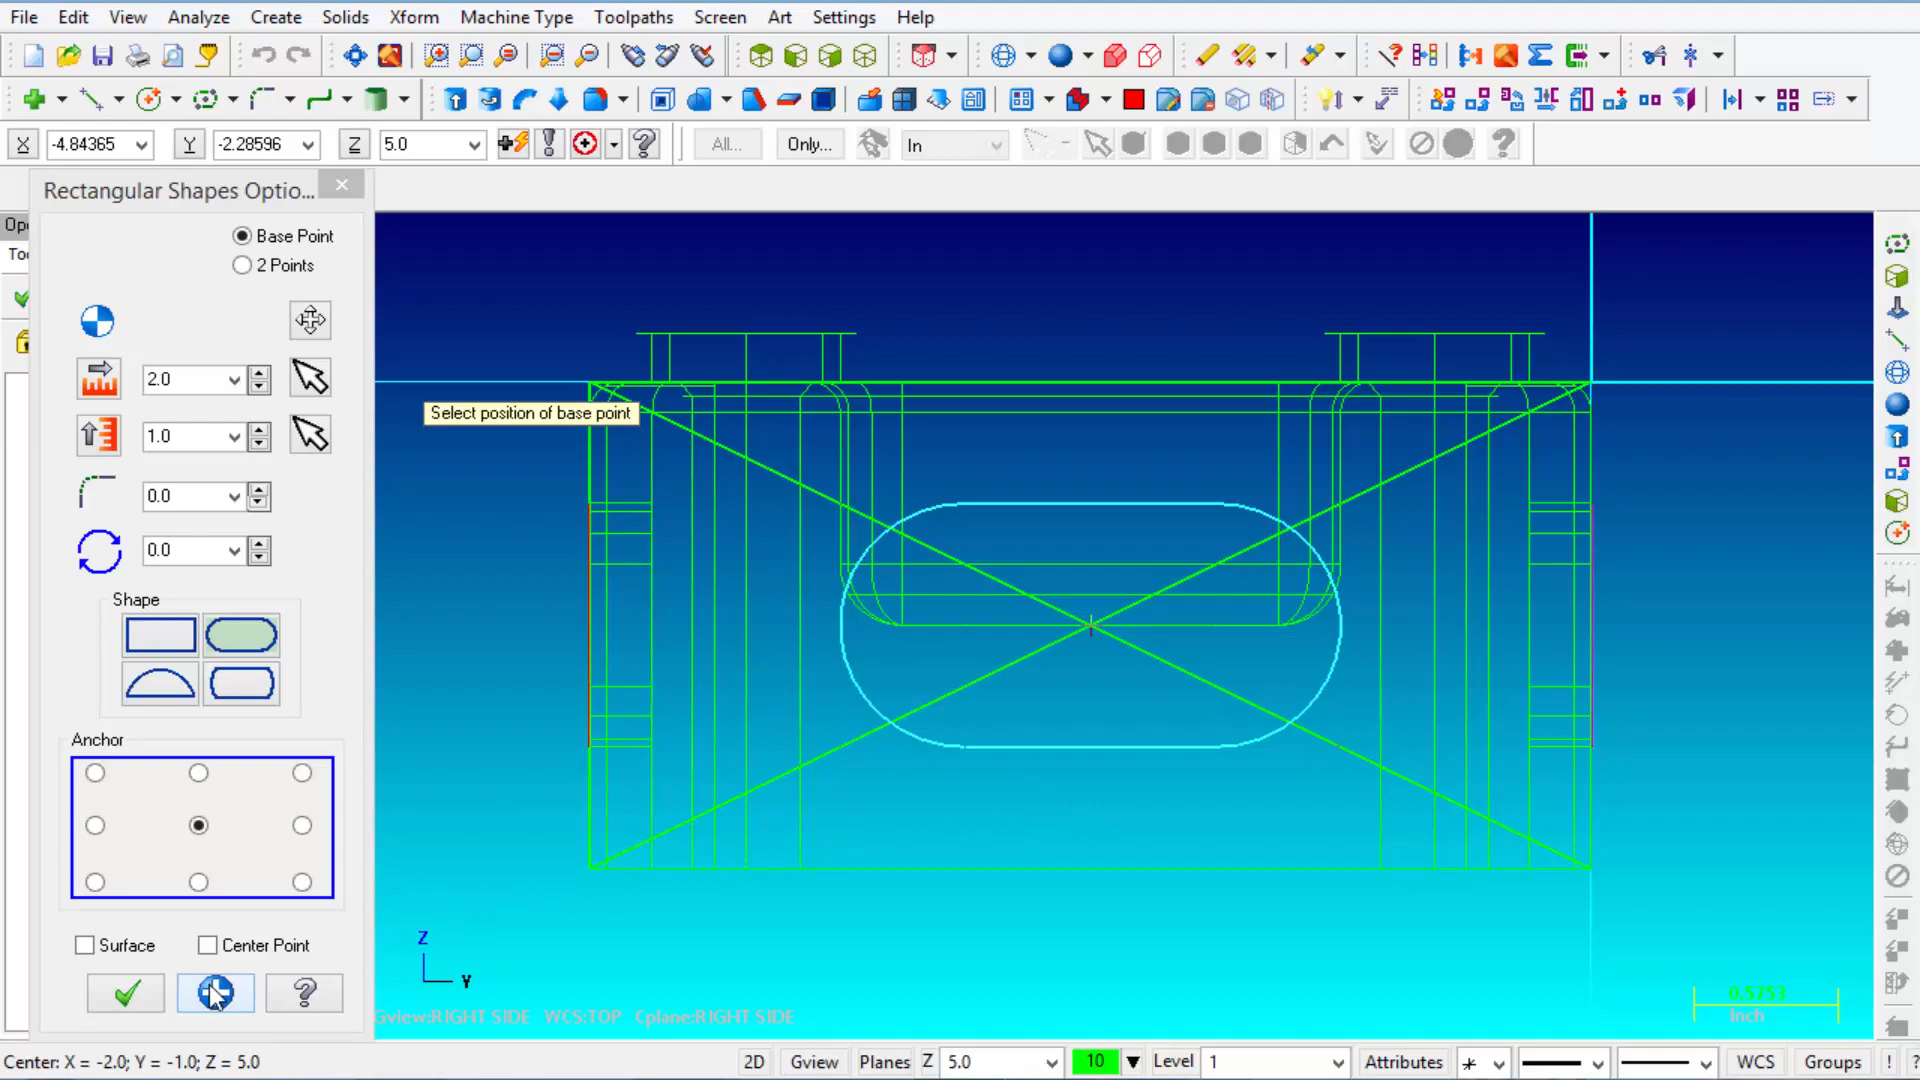 File Edit View Analyze Create Solids Xform Machine Type Toolpaths Screen Art Settings Help
X -4.84365 Y -2.28596 Z 5.0 All... Only... In
Rectangular Shapes Optio...
Base Point
2 Points
2.0
1.0
0.0
0.0
Shape
Anchor
Surface Center Point
Select position of base point
Z
Y
0.5753
Inch
Gview:RIGHT SIDE WCS:TOP Cplane:RIGHT SIDE
Center: X = -2.0; Y = -1.0; Z = 5.0 2D Gview Planes Z 5.0 10 Level 1 Attributes WCS Groups ! ?